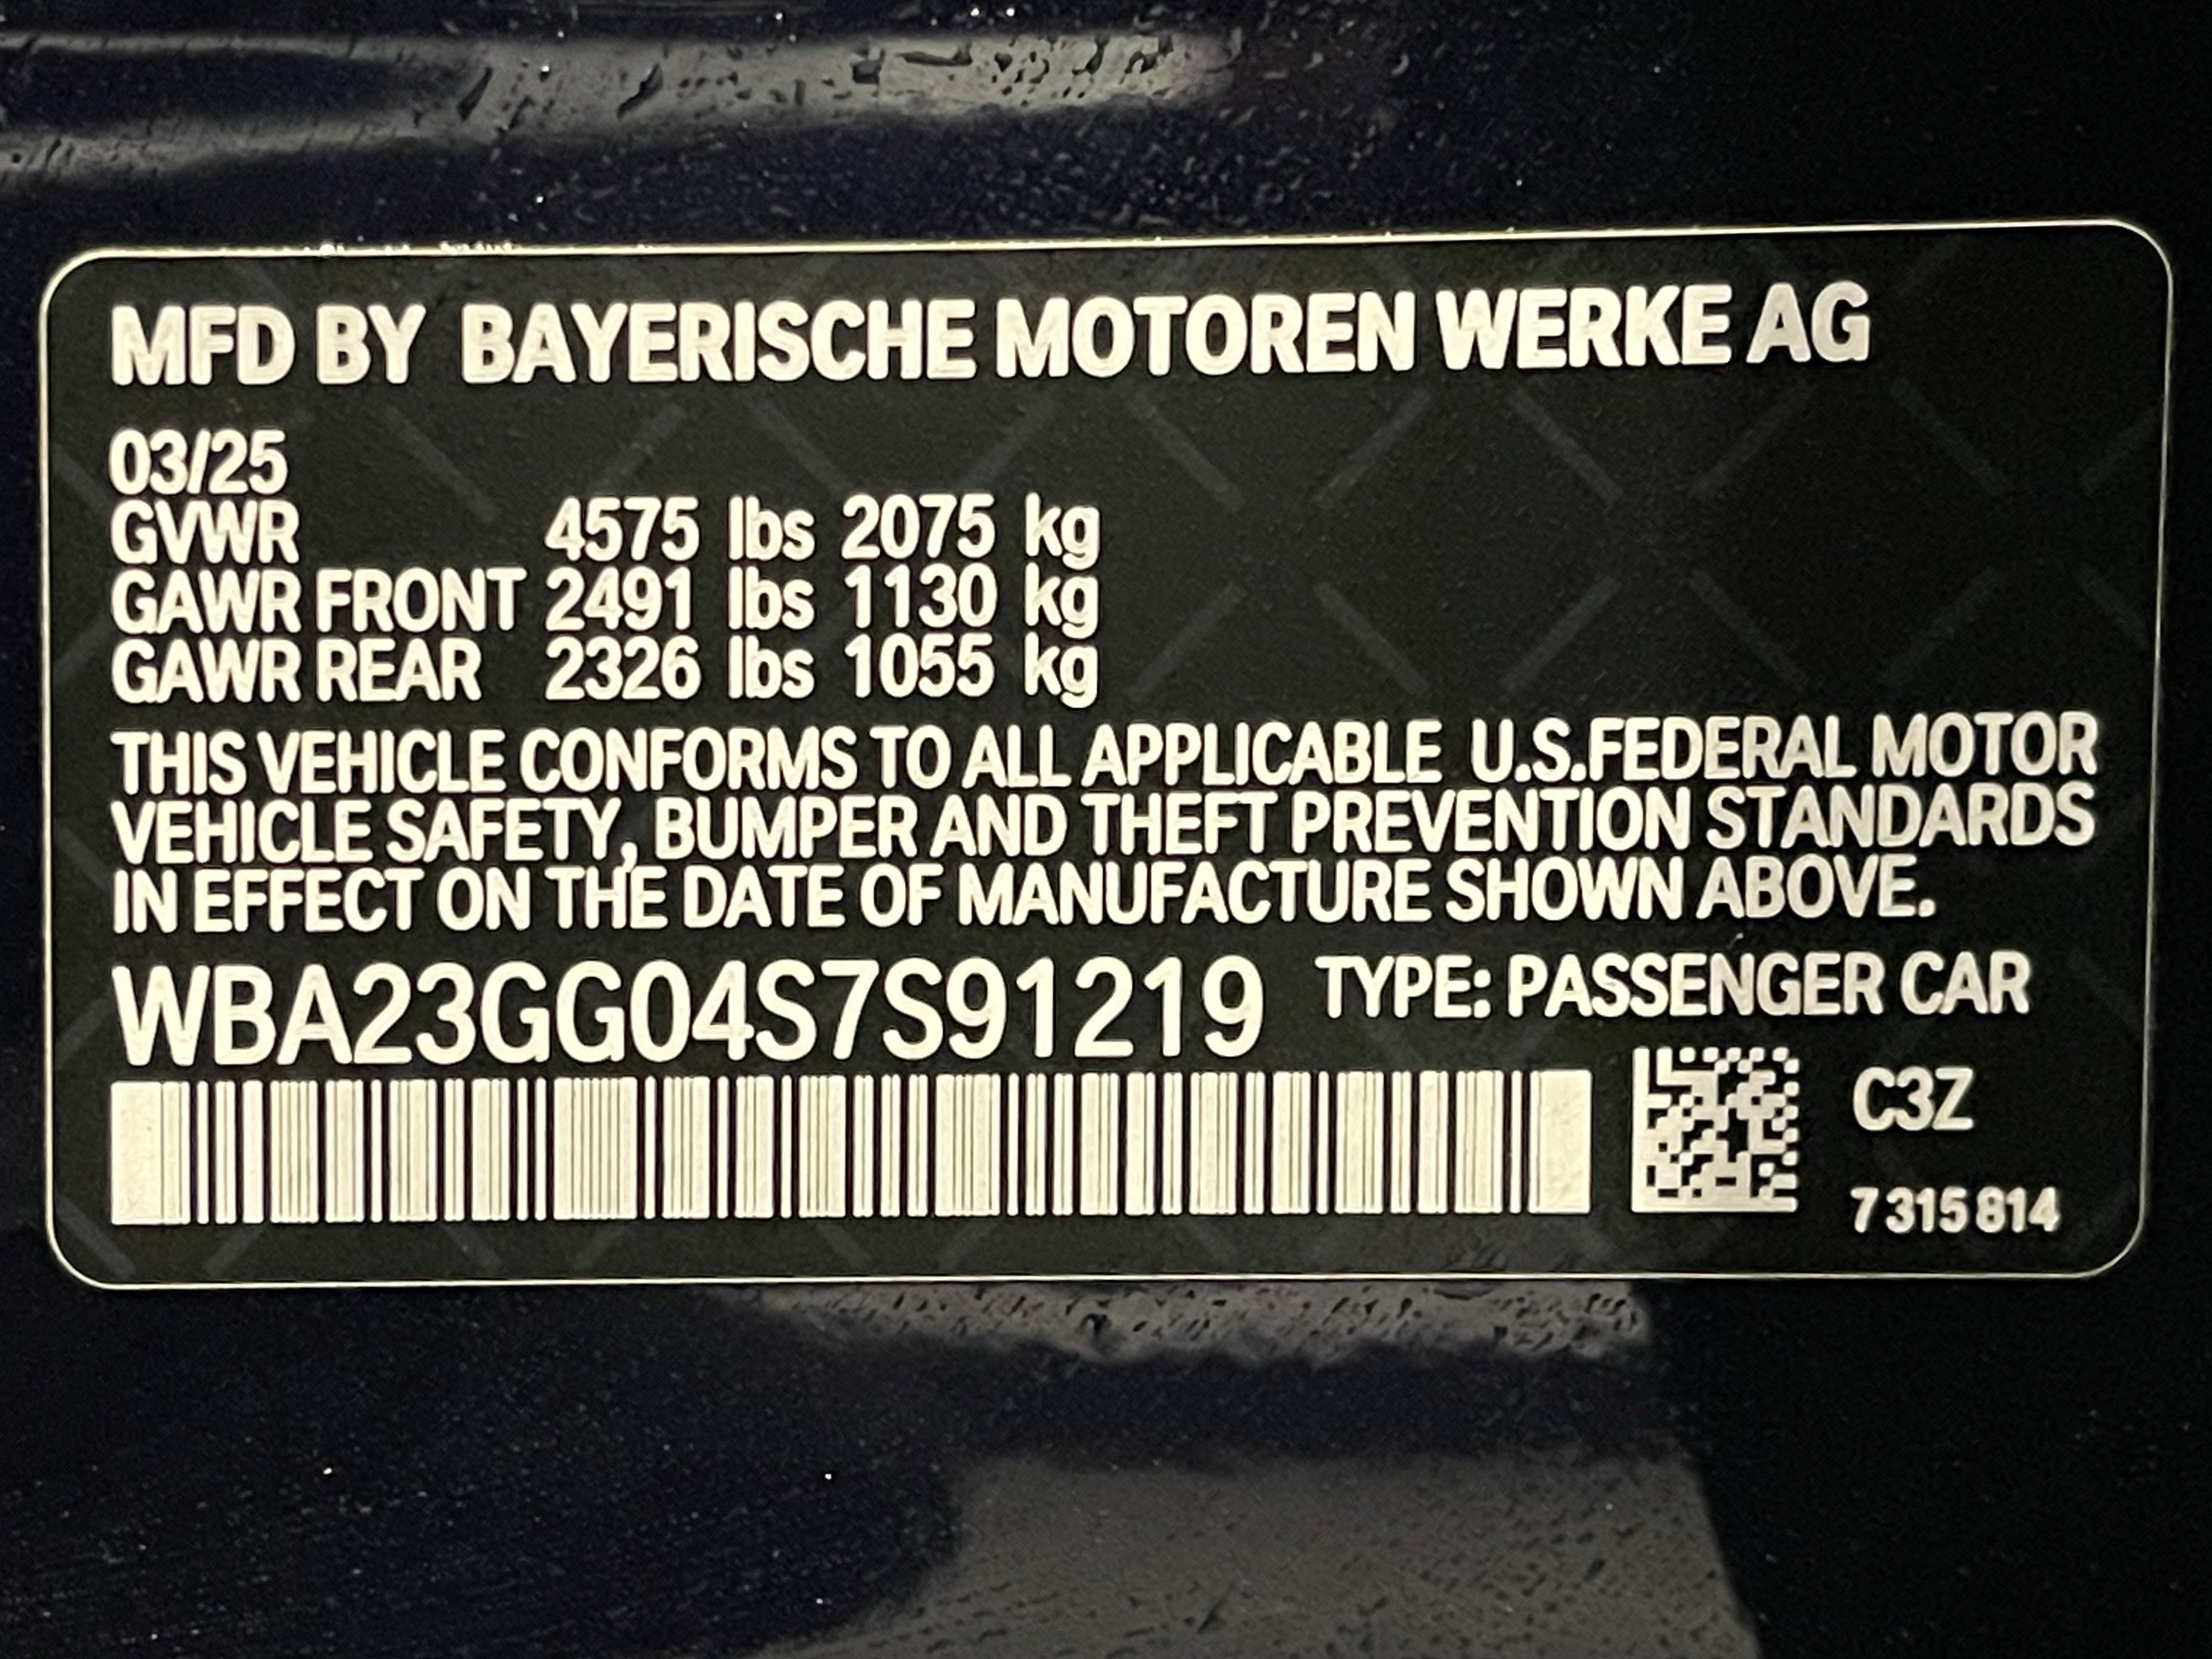 MFD BY BAYERISCHE MOTOREN WERKE AG
03/25
GVWR 4575 lbs 2075 kg
GAWR FRONT 2491 lbs 1130 kg
GAWR REAR 2326 lbs 1055 kg
THIS VEHICLE CONFORMS TO ALL APPLICABLE U.S.FEDERAL MOTOR
VEHICLE SAFETY, BUMPER AND THEFT PREVENTION STANDARDS
IN EFFECT ON THE DATE OF MANUFACTURE SHOWN ABOVE.
WBA23GG04S7S91219 TYPE: PASSENGER CAR
C3Z
7 315 814